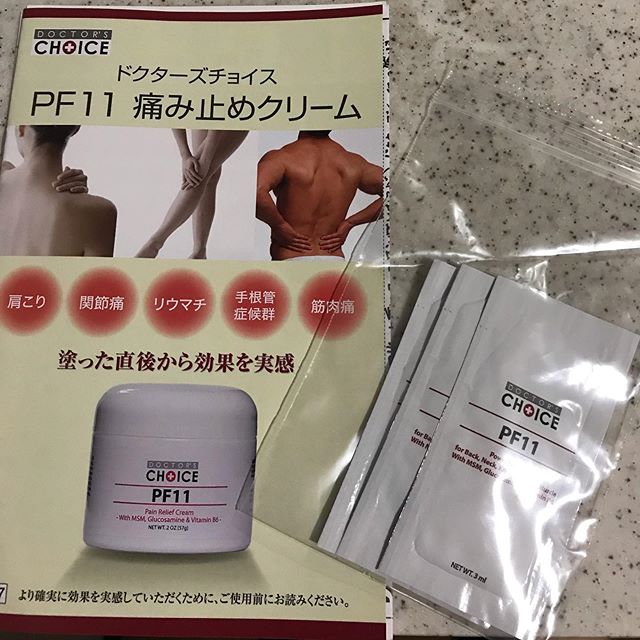 DOCTOR'S
CHOICE
ドクターズチョイス
PF11 痛み止めクリーム
肩こり
関節痛
リウマチ
手根管
症候群
筋肉痛
塗った直後から効果を実感
DOCTOR'S
CHOICE
PF11
Pain Relief Cream
- With MSM, Glucosamine & Vitamin B6 -
NET WT. 2 OZ (57g)
7
より確実に効果を実感していただくために、ご使用前にお読みください。
DOCTOR'S
CHOICE
PF11
for Back, Neck,
With MSM,
NET WT. 3 ml